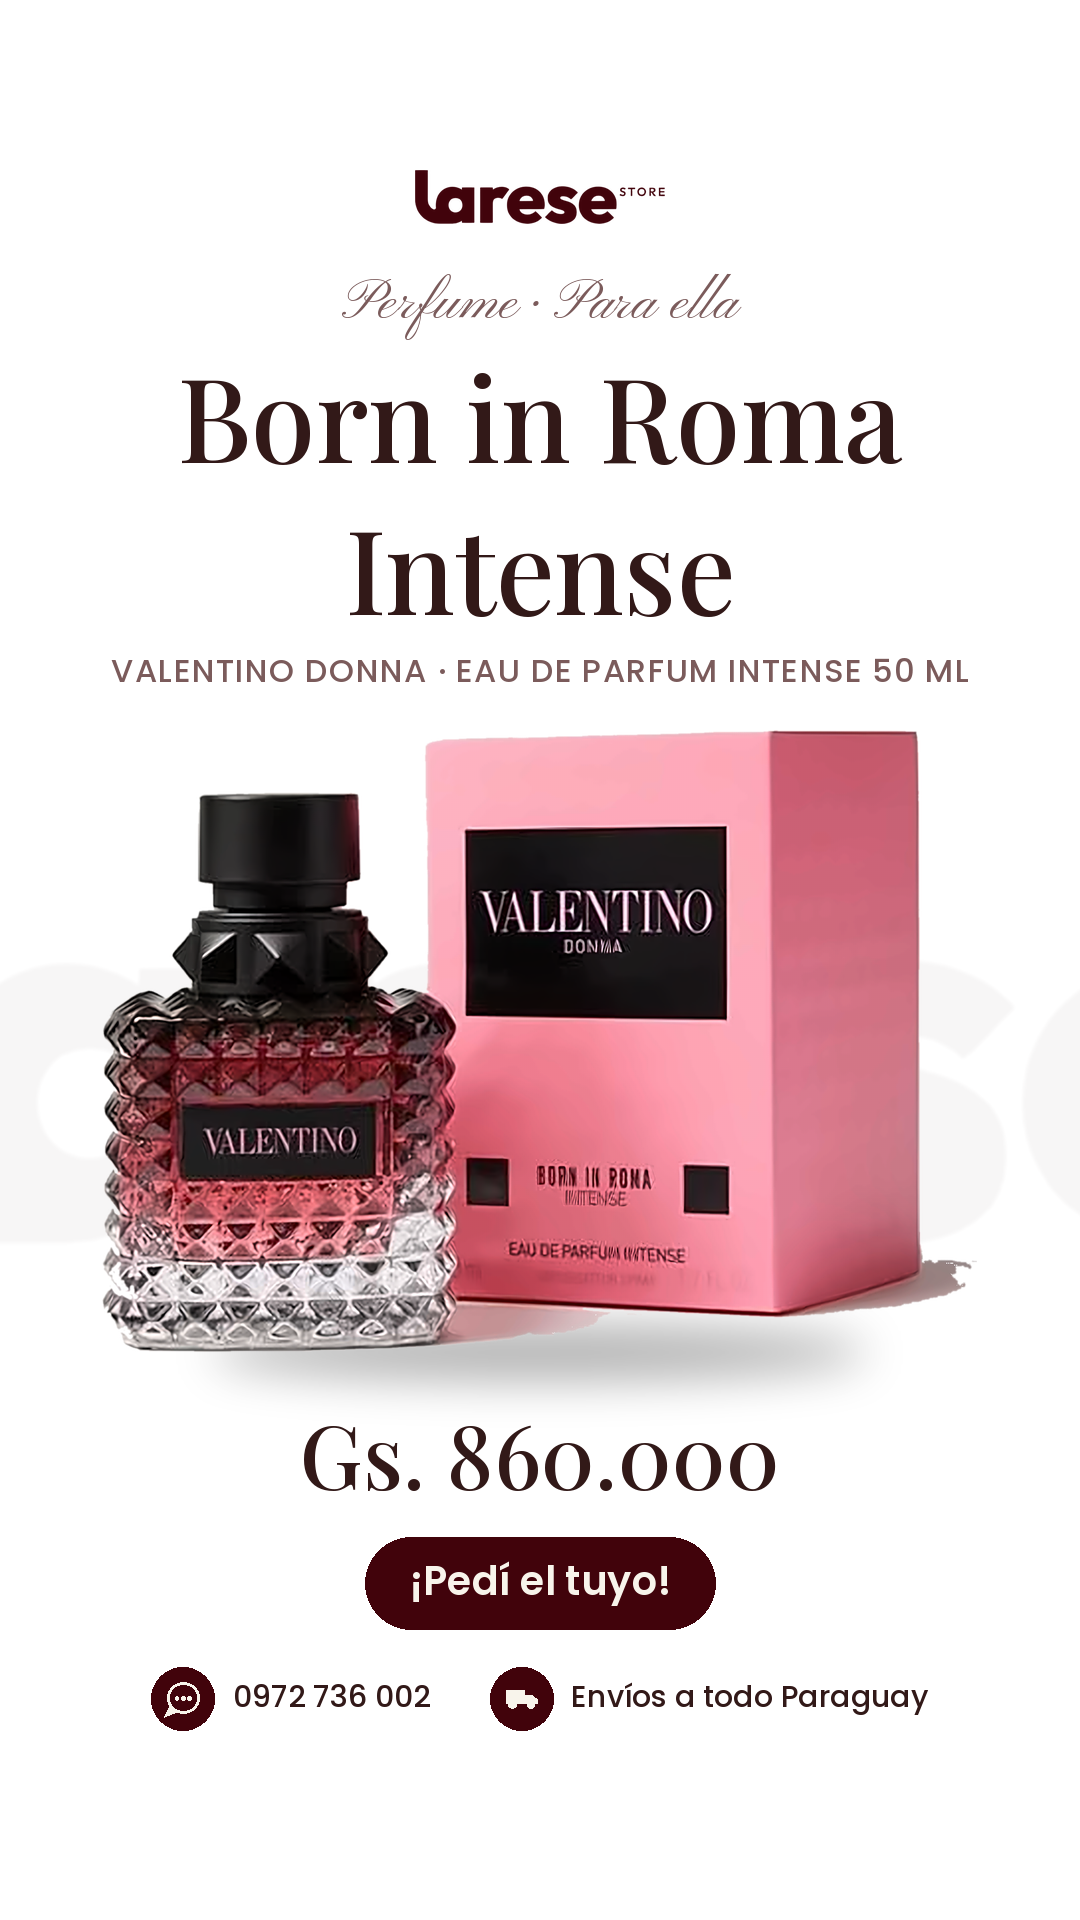 larese STORE
Perfume · Para ella
Born in Roma
Intense
VALENTINO DONNA · EAU DE PARFUM INTENSE 50 ML
VALENTINO
VALENTINO
BORN IN ROMA
INTENSE
EAU DE PARFUM INTENSE
Gs. 860.000
¡Pedí el tuyo!
0972 736 002
Envíos a todo Paraguay